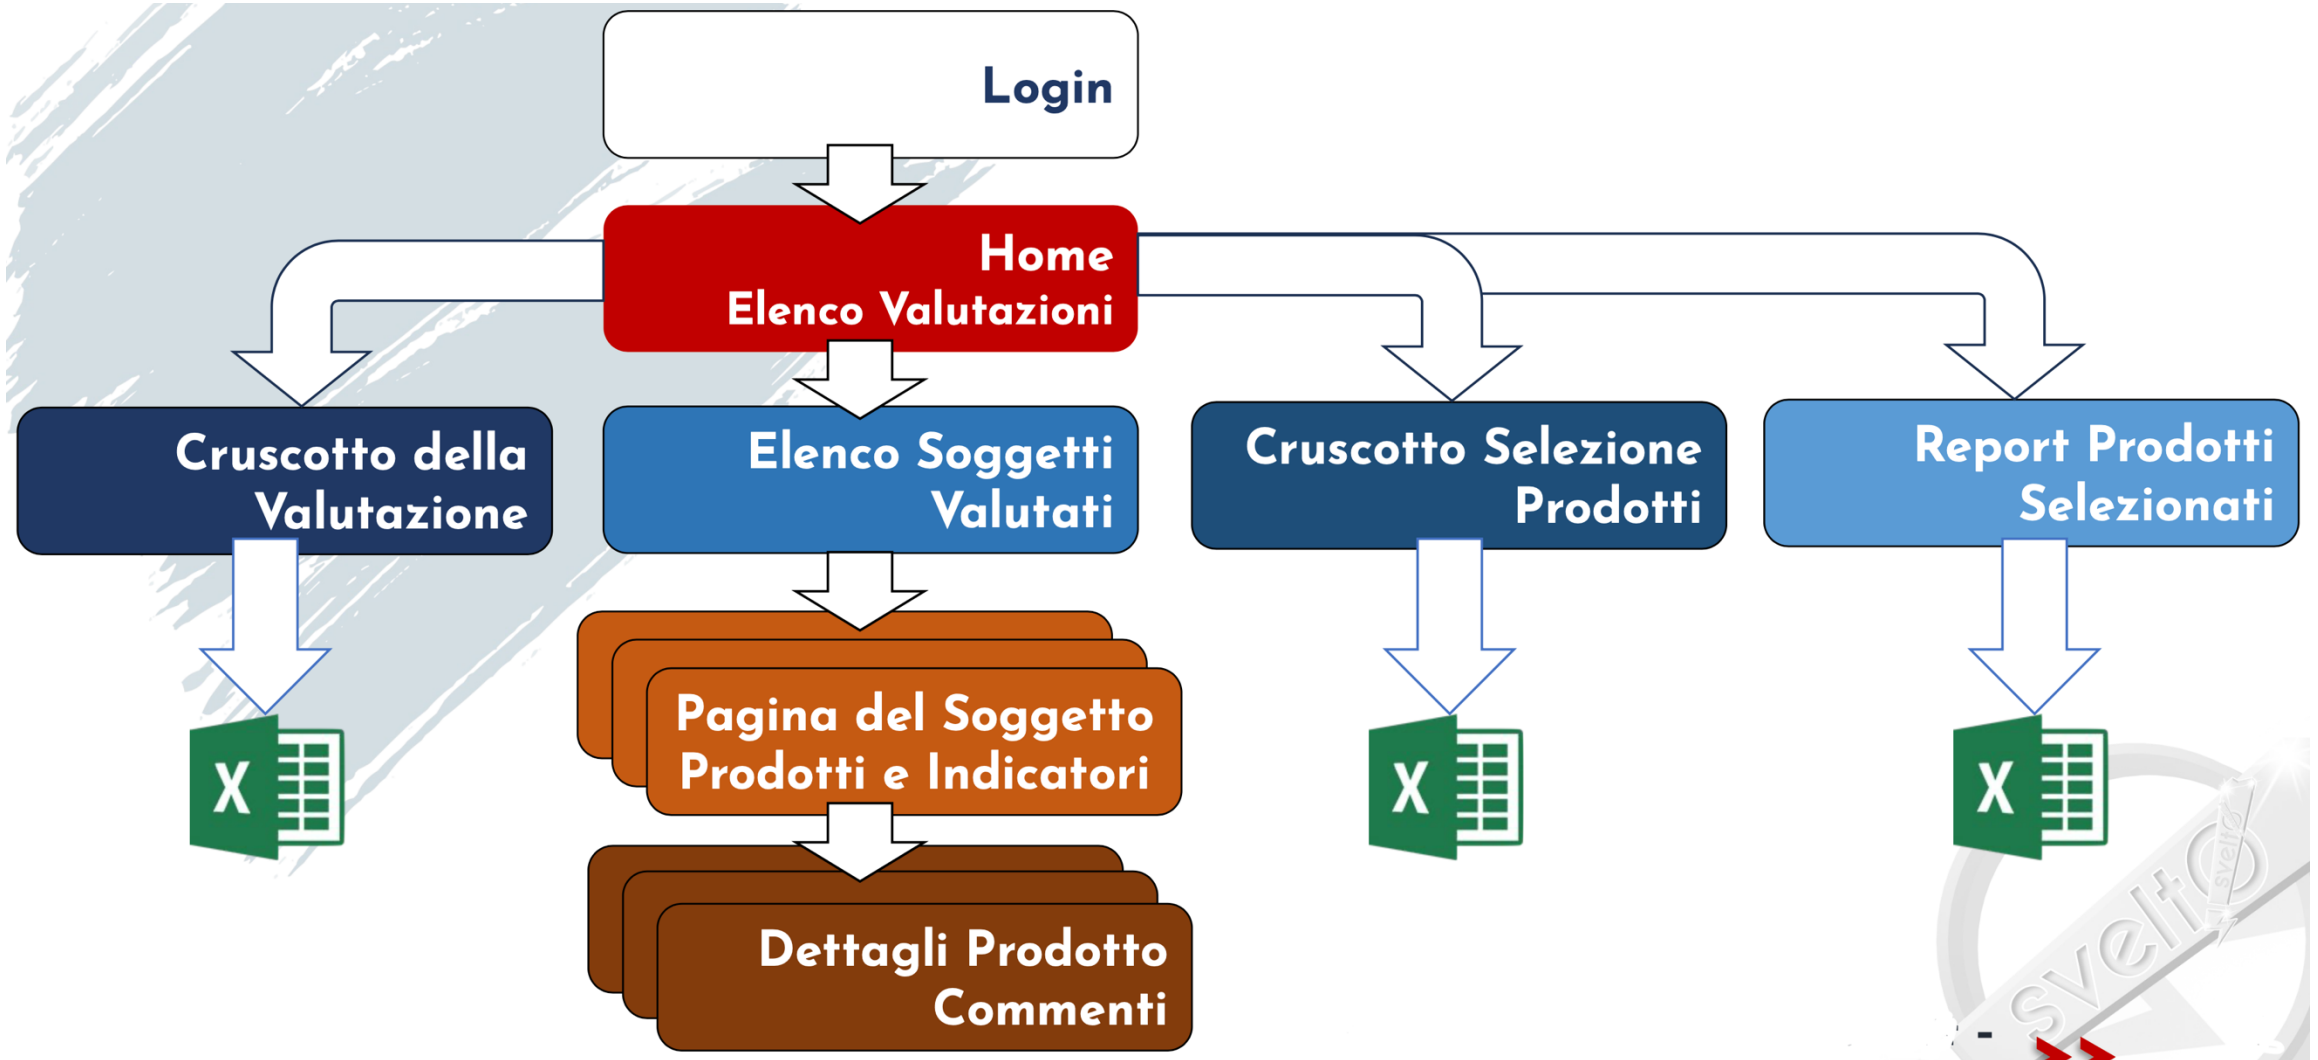 Login
Home
Elenco Valutazioni
Cruscotto della
Valutazione
Elenco Soggetti
Valutati
Cruscotto Selezione
Prodotti
Report Prodotti
Selezionati
Pagina del Soggetto
Prodotti e Indicatori
X
X
X
Dettagli Prodotto
Commenti
svelto
svelto